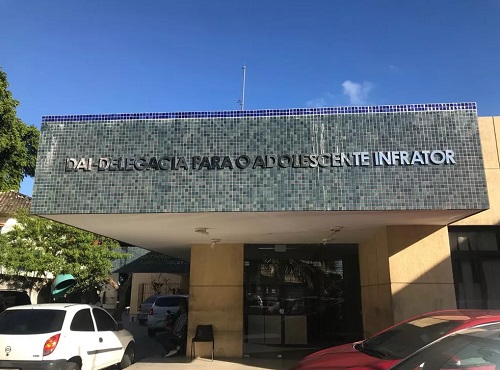 DAI-DELEGACIA PARA O ADOLESCENTE INFRATOR